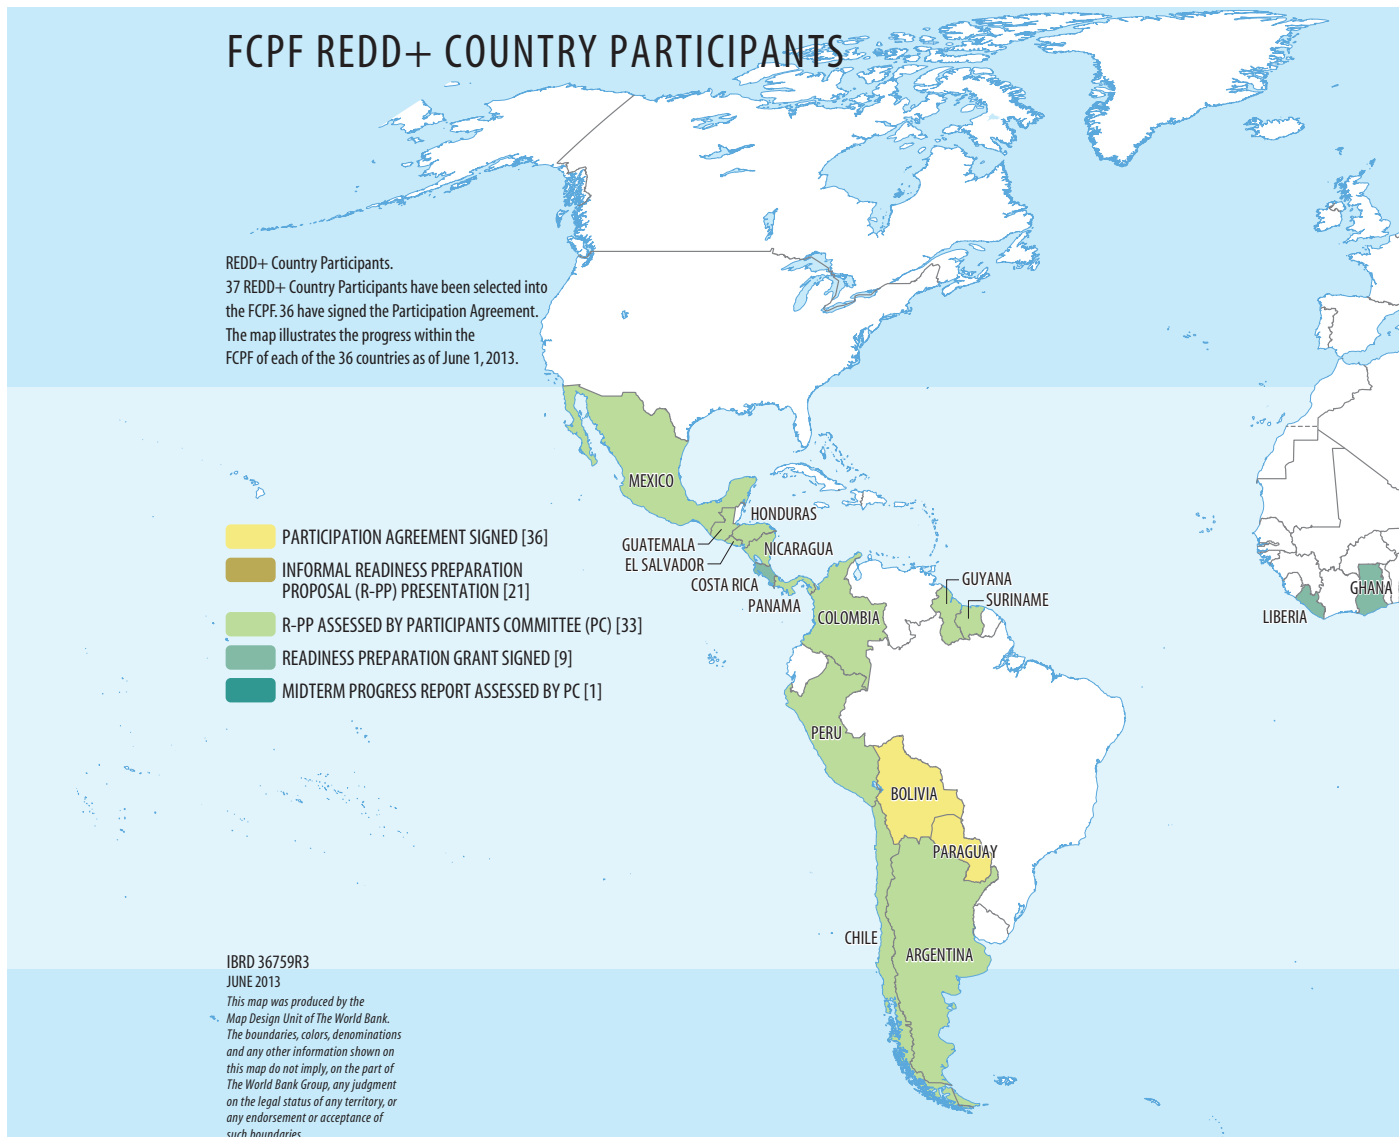 FCPF REDD+ COUNTRY PARTICIPANTS
REDD+ Country Participants.
37 REDD+ Country Participants have been selected into
the FCPF. 36 have signed the Participation Agreement.
The map illustrates the progress within the
FCPF of each of the 36 countries as of June 1, 2013.
MEXICO
HONDURAS
GUATEMALA
NICARAGUA
EL SALVADOR
COSTA RICA
PANAMA
COLOMBIA
GUYANA
SURINAME
GHANA
LIBERIA
PARTICIPATION AGREEMENT SIGNED [36]
INFORMAL READINESS PREPARATION
PROPOSAL (R-PP) PRESENTATION [21]
R-PP ASSESSED BY PARTICIPANTS COMMITTEE (PC) [33]
READINESS PREPARATION GRANT SIGNED [9]
MIDTERM PROGRESS REPORT ASSESSED BY PC [1]
PERU
BOLIVIA
PARAGUAY
CHILE
ARGENTINA
IBRD 36759R3
JUNE 2013
This map was produced by the
Map Design Unit of The World Bank.
The boundaries, colors, denominations
and any other information shown on
this map do not imply, on the part of
The World Bank Group, any judgment
on the legal status of any territory, or
any endorsement or acceptance of
such boundaries.